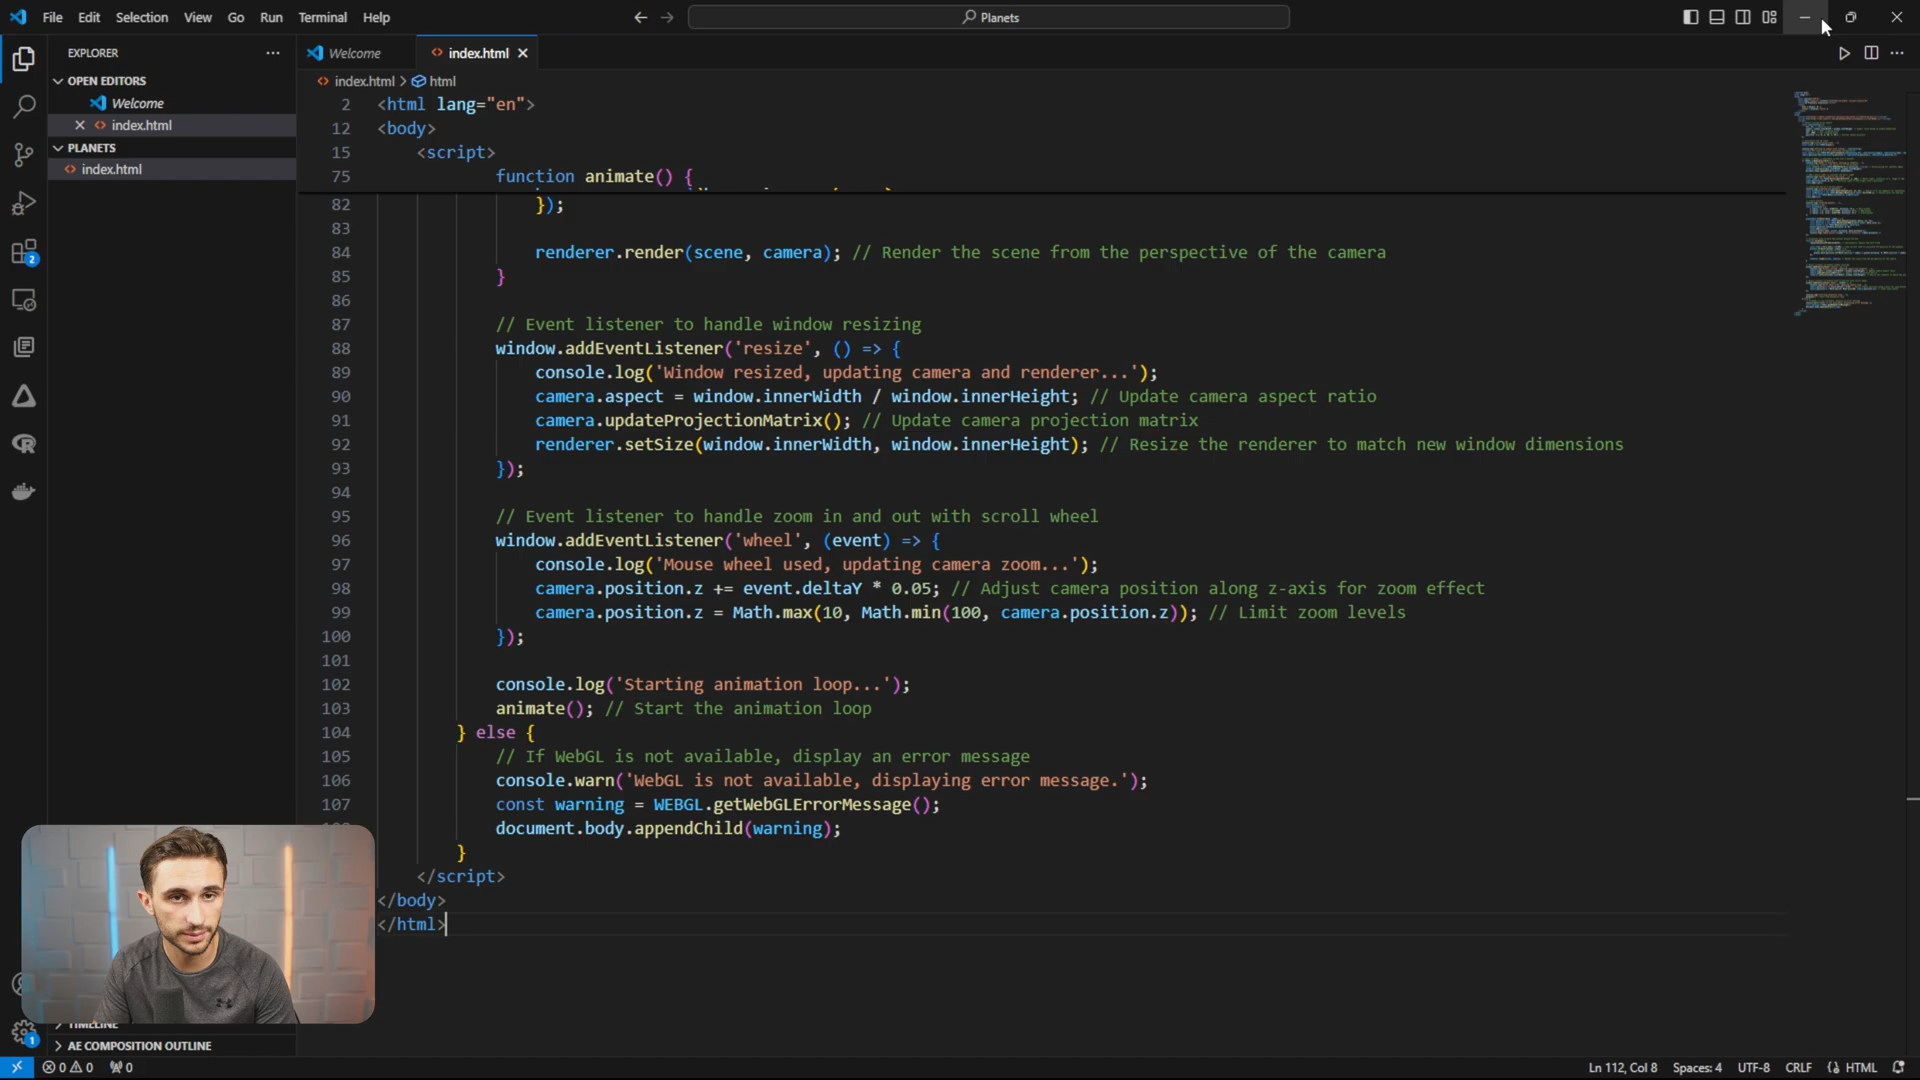 File Edit Selection View Go Run Terminal Help
Planets
EXPLORER
OPEN EDITORS
Welcome
index.html
PLANETS
index.html
Welcome
index.html
index.html > html
2 <html lang="en">
12 <body>
15 <script>
75 function animate() {
82 });
83
84 renderer.render(scene, camera); // Render the scene from the perspective of the camera
85 }
86
87 // Event listener to handle window resizing
88 window.addEventListener('resize', () => {
89 console.log('Window resized, updating camera and renderer...');
90 camera.aspect = window.innerWidth / window.innerHeight; // Update camera aspect ratio
91 camera.updateProjectionMatrix(); // Update camera projection matrix
92 renderer.setSize(window.innerWidth, window.innerHeight); // Resize the renderer to match new window dimensions
93 });
94
95 // Event listener to handle zoom in and out with scroll wheel
96 window.addEventListener('wheel', (event) => {
97 console.log('Mouse wheel used, updating camera zoom...');
98 camera.position.z += event.deltaY * 0.05; // Adjust camera position along z-axis for zoom effect
99 camera.position.z = Math.max(10, Math.min(100, camera.position.z)); // Limit zoom levels
100 });
101
102 console.log('Starting animation loop...');
103 animate(); // Start the animation loop
104 } else {
105 // If WebGL is not available, display an error message
106 console.warn('WebGL is not available, displaying error message.');
107 const warning = WEBGL.getWebGLErrorMessage();
document.body.appendChild(warning);
}
</script>
</body>
</html>
TIMELINE
AE COMPOSITION OUTLINE
2
1
0 0 0
Ln 112, Col 8 Spaces: 4 UTF-8 CRLF {} HTML